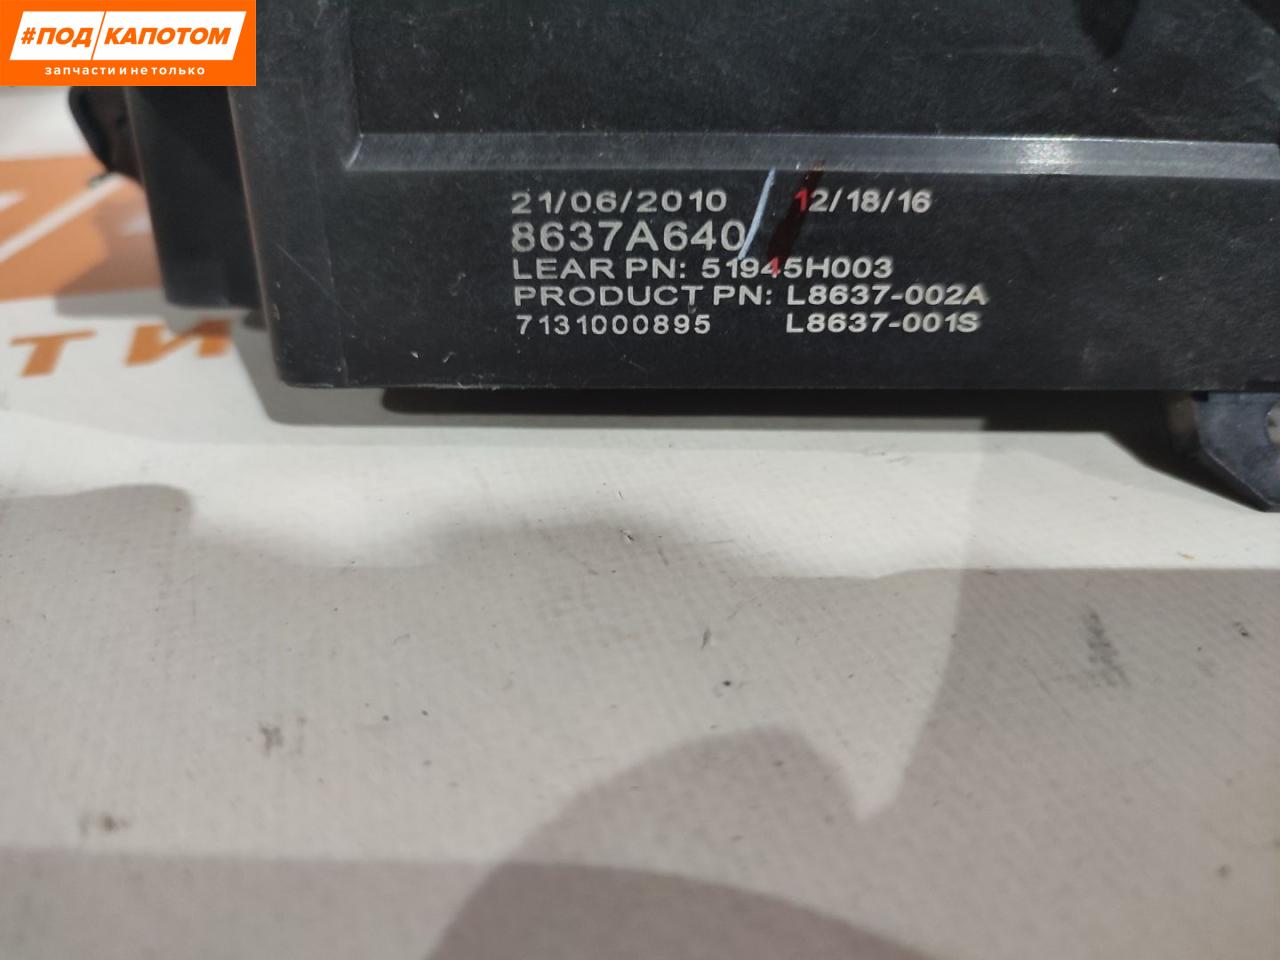 #ПОД КАПОТОМ
запчасти и не только
21/06/2010 12/18/16
8637A640
LEAR PN: 51945H003
PRODUCT PN: L8637-002A
7131000895 L8637-001S
ТИ